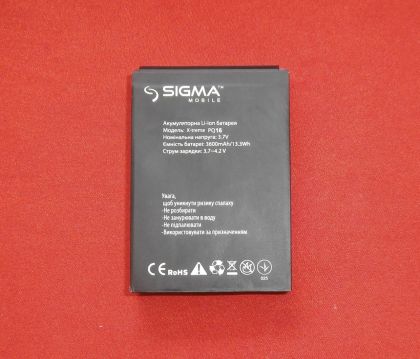 SIGMA™
MOBILE
Акумуляторна Li-Ion батарея
Модель: X-treme PQ16
Номінальна напруга: 3.7V
Ємність батареї: 3600mAh/13.3Wh
Струм зарядки: 3,7~4.2 V
Увага,
щоб уникнути ризику спалаху
-Не розбирати
-Не занурювати в воду
-Не підпалювати
-Використовувати за призначенням.
CE RoHS
025